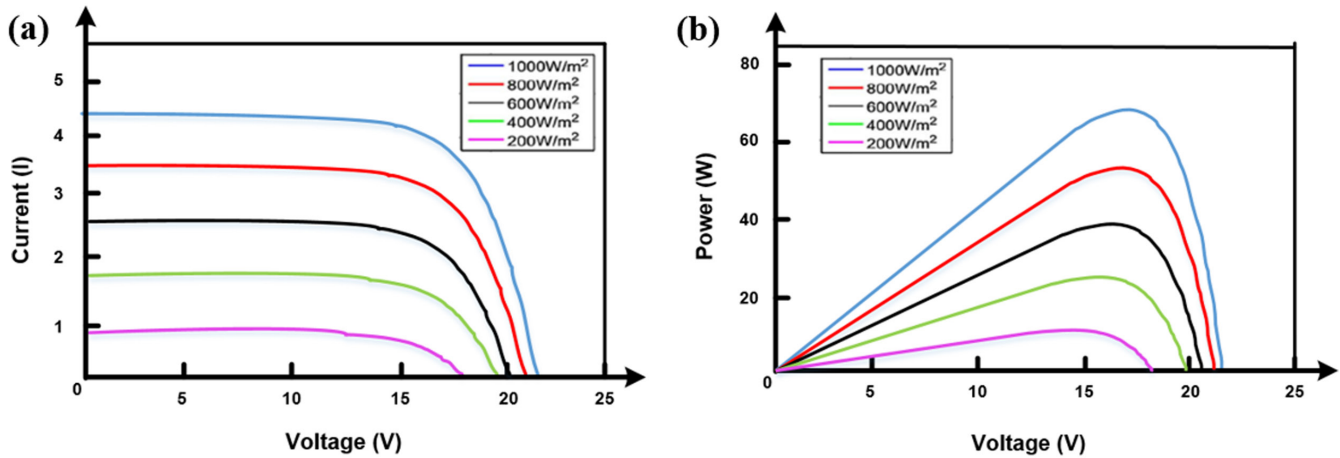 (a)
5
4
3
2
1
0
5
10
15
20
25
Current (I)
Voltage (V)
1000W/m²
800W/m²
600W/m²
400W/m²
200W/m²
(b)
80
60
40
20
0
5
10
15
20
25
Power (W)
Voltage (V)
1000W/m²
800W/m²
600W/m²
400W/m²
200W/m²